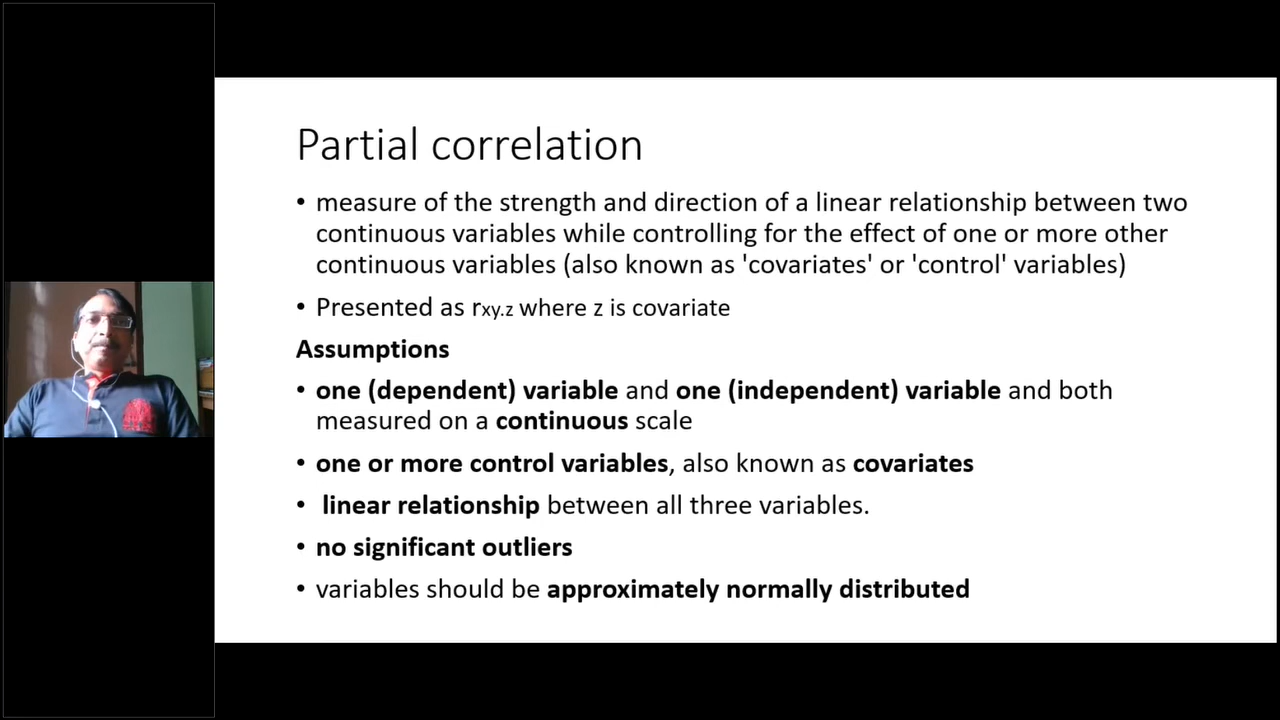 Partial correlation
• measure of the strength and direction of a linear relationship between two
continuous variables while controlling for the effect of one or more other
continuous variables (also known as 'covariates' or 'control' variables)
• Presented as rxy.z where z is covariate
Assumptions
• one (dependent) variable and one (independent) variable and both
measured on a continuous scale
• one or more control variables, also known as covariates
• linear relationship between all three variables.
• no significant outliers
• variables should be approximately normally distributed